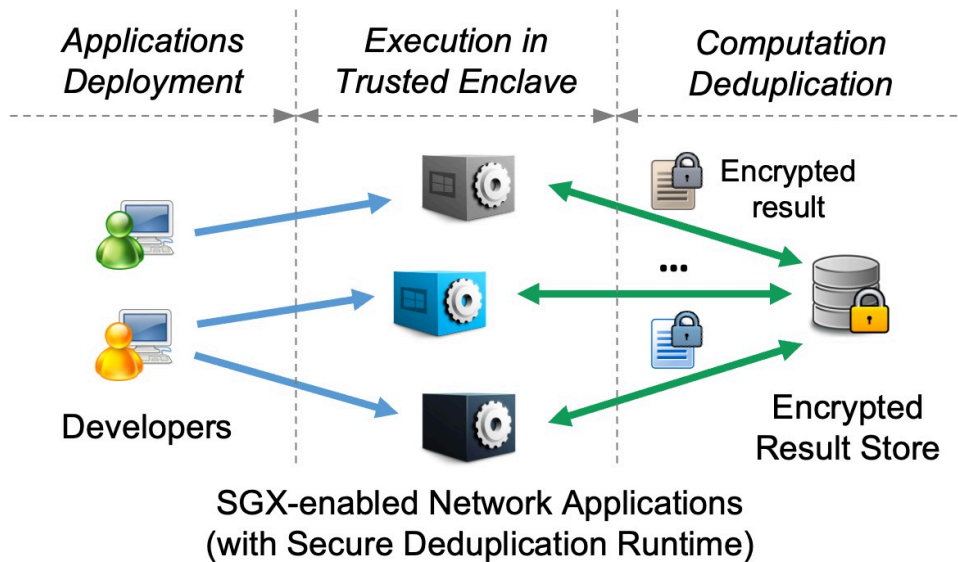 Applications
Deployment
Execution in
Trusted Enclave
Computation
Deduplication
Encrypted
result
...
Developers
Encrypted
Result Store
SGX-enabled Network Applications
(with Secure Deduplication Runtime)